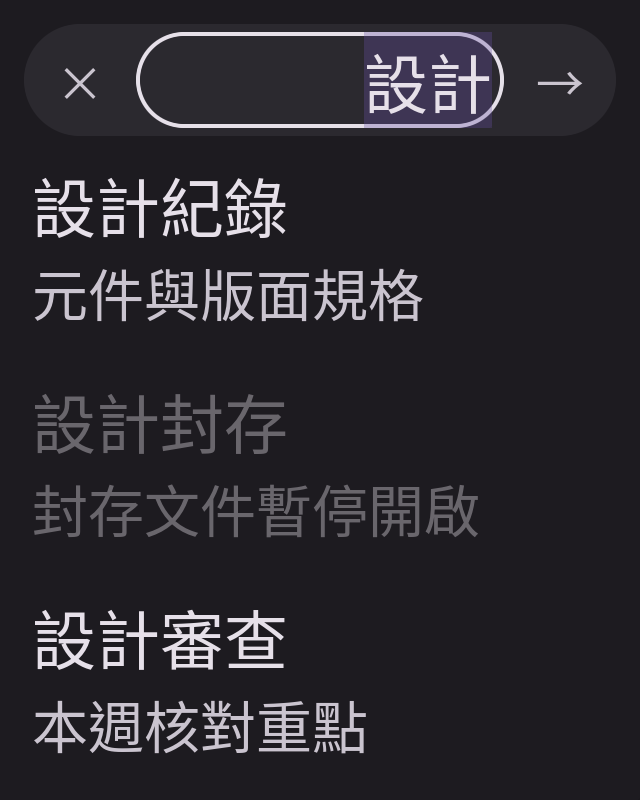 設計
設計紀錄
元件與版面規格
設計封存
封存文件暫停開啟
設計審查
本週核對重點